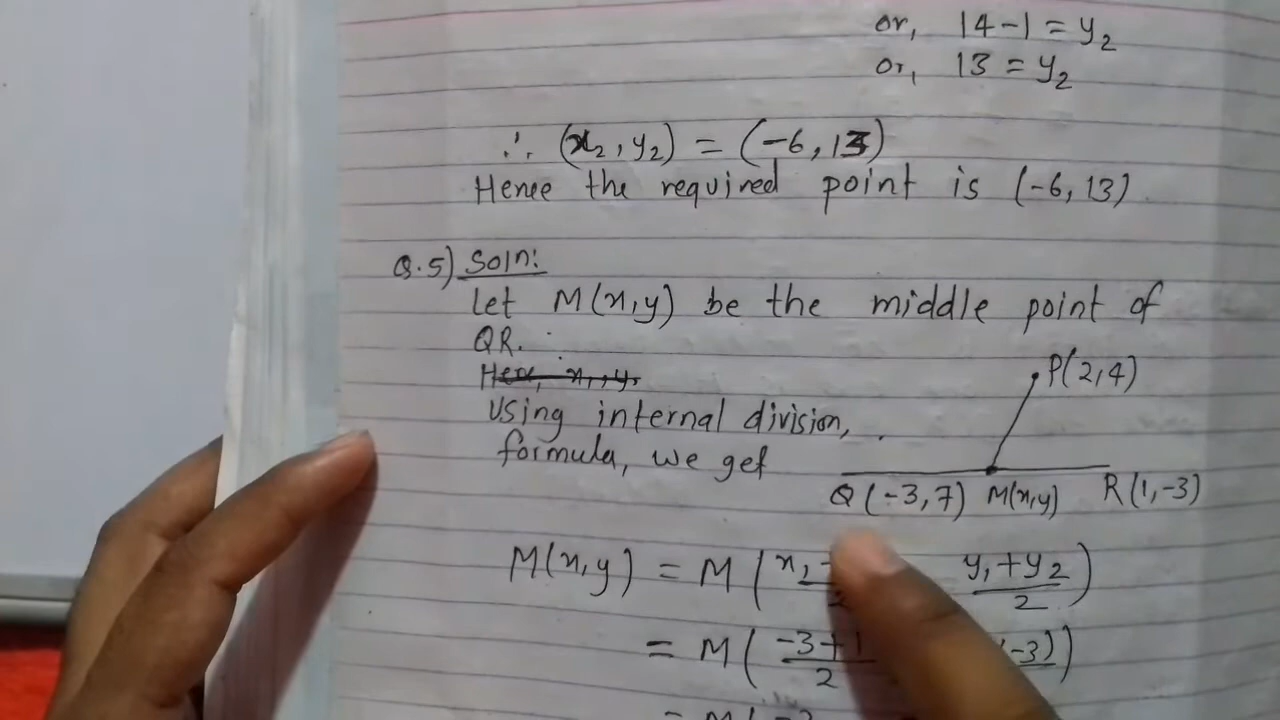 or, 14-1 = y₂
or, 13 = y₂
∴ (x₂, y₂) = (-6, 13)
Hence the required point is (-6, 13)
Q.5) Soln:
Let M(x,y) be the middle point of
QR.
P(2,4)
Using internal division,
formula, we get
Q(-3,7) M(x,y) R(1,-3)
M(x,y) = M ( y₁+y₂/2 )
= M ( -3+1/2 -3) )